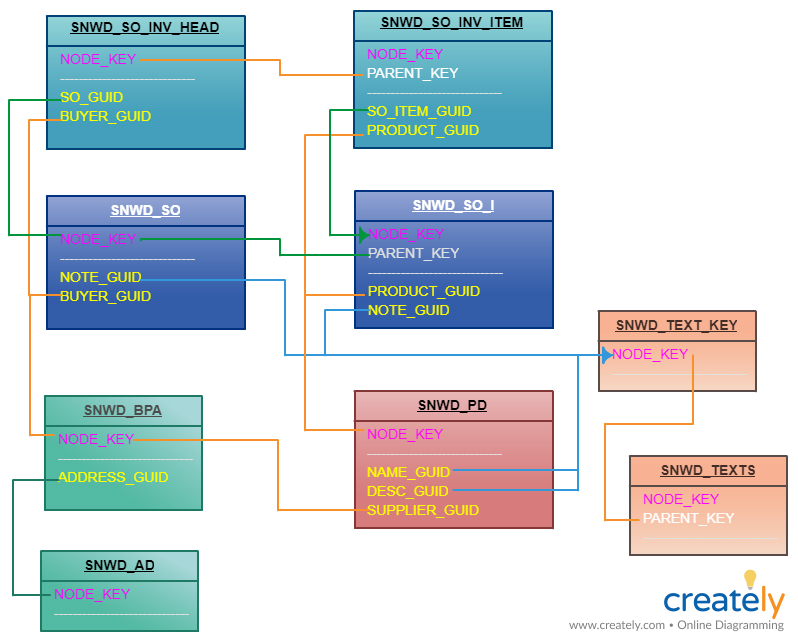 SNWD_SO_INV_HEAD
NODE_KEY
SO_GUID
BUYER_GUID
SNWD_SO_INV_ITEM
NODE_KEY
PARENT_KEY
SO_ITEM_GUID
PRODUCT_GUID
SNWD_SO
NODE_KEY
NOTE_GUID
BUYER_GUID
SNWD_SO_I
NODE_KEY
PARENT_KEY
PRODUCT_GUID
NOTE_GUID
SNWD_TEXT_KEY
NODE_KEY
SNWD_BPA
NODE_KEY
ADDRESS_GUID
SNWD_PD
NODE_KEY
NAME_GUID
DESC_GUID
SUPPLIER_GUID
SNWD_TEXTS
NODE_KEY
PARENT_KEY
SNWD_AD
NODE_KEY
creately
www.creately.com • Online Diagramming